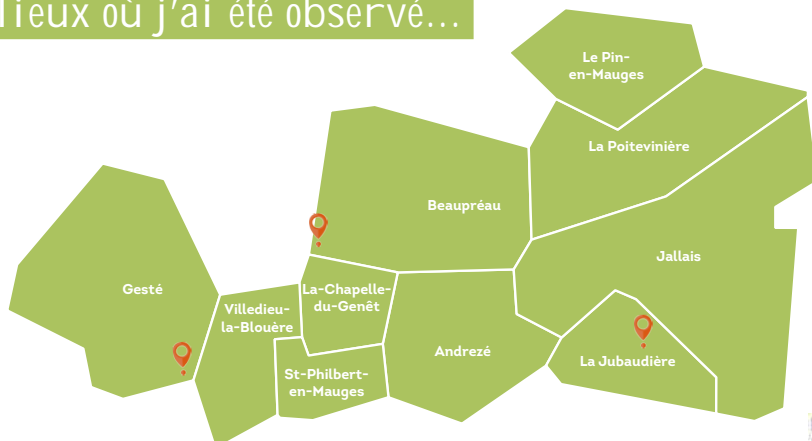 lieux où j'ai été observé...
Le Pin-
en-Mauges
La Poitevinière
Beaupréau
Jallais
Gesté
La-Chapelle-
du-Genêt
Villedieu-
la-Blouère
Andrezé
La Jubaudière
St-Philbert-
en-Mauges